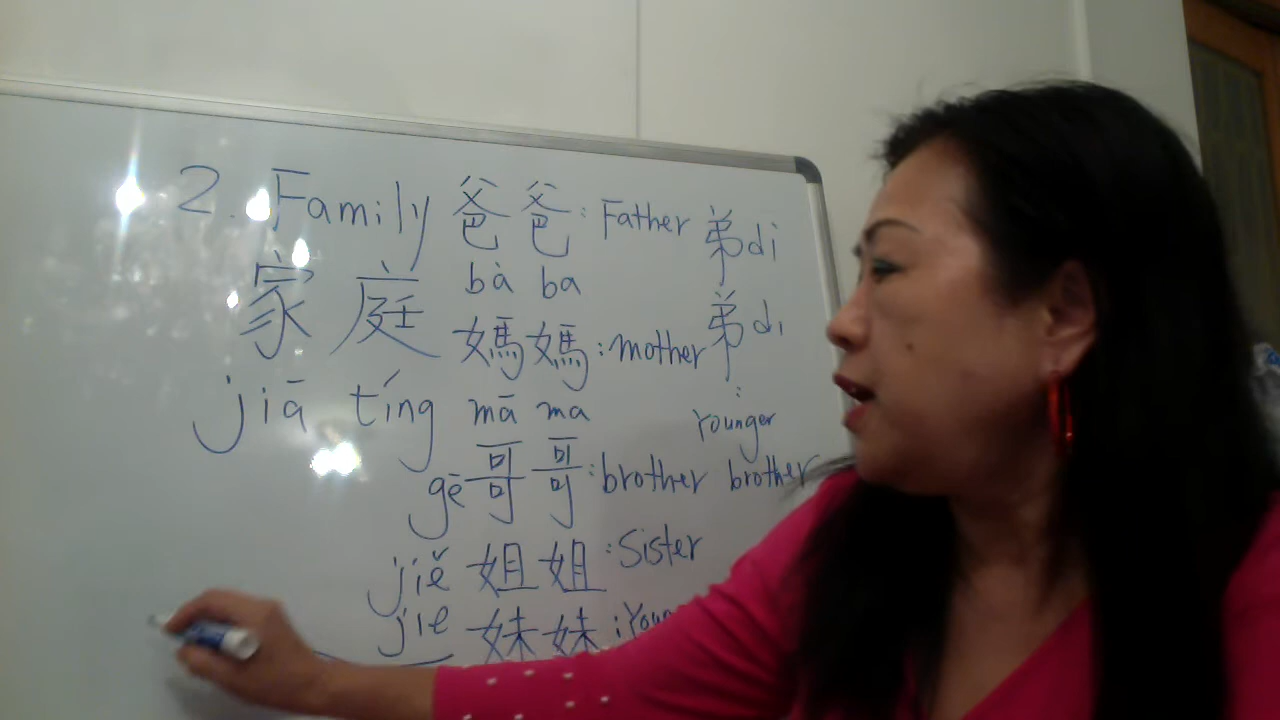 2. Family 爸爸: Father 弟di
bà ba
家庭 媽媽: mother 弟di
jiā tíng mā ma : Younger
gē 哥哥: brother brother
jiě 姐姐: Sister
jie 妹妹: